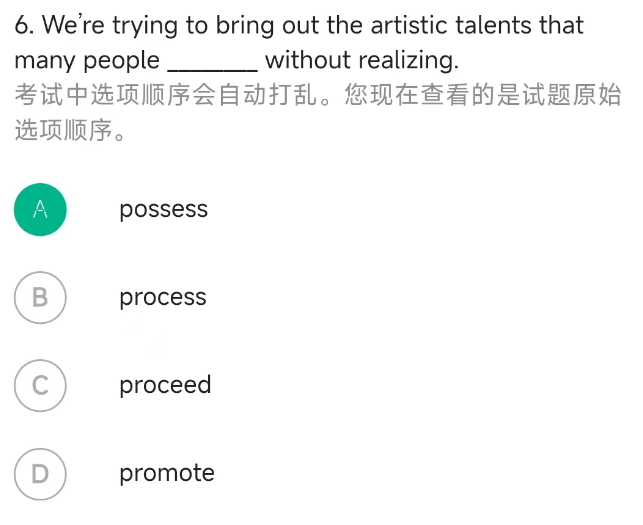 6. We’re trying to bring out the artistic talents that
many people ________ without realizing.
考试中选项顺序会自动打乱。您现在查看的是试题原始
选项顺序。
A possess
B process
C proceed
D promote